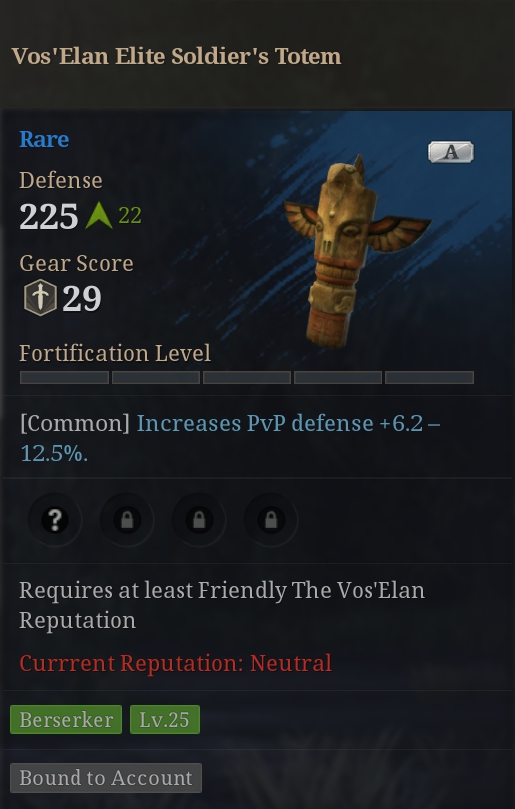 Vos'Elan Elite Soldier's Totem
Rare
A
Defense
225 22
Gear Score
29
Fortification Level
[Common] Increases PvP defense +6.2 –
12.5%.
?
Requires at least Friendly The Vos'Elan
Reputation
Currrent Reputation: Neutral
Berserker Lv.25
Bound to Account